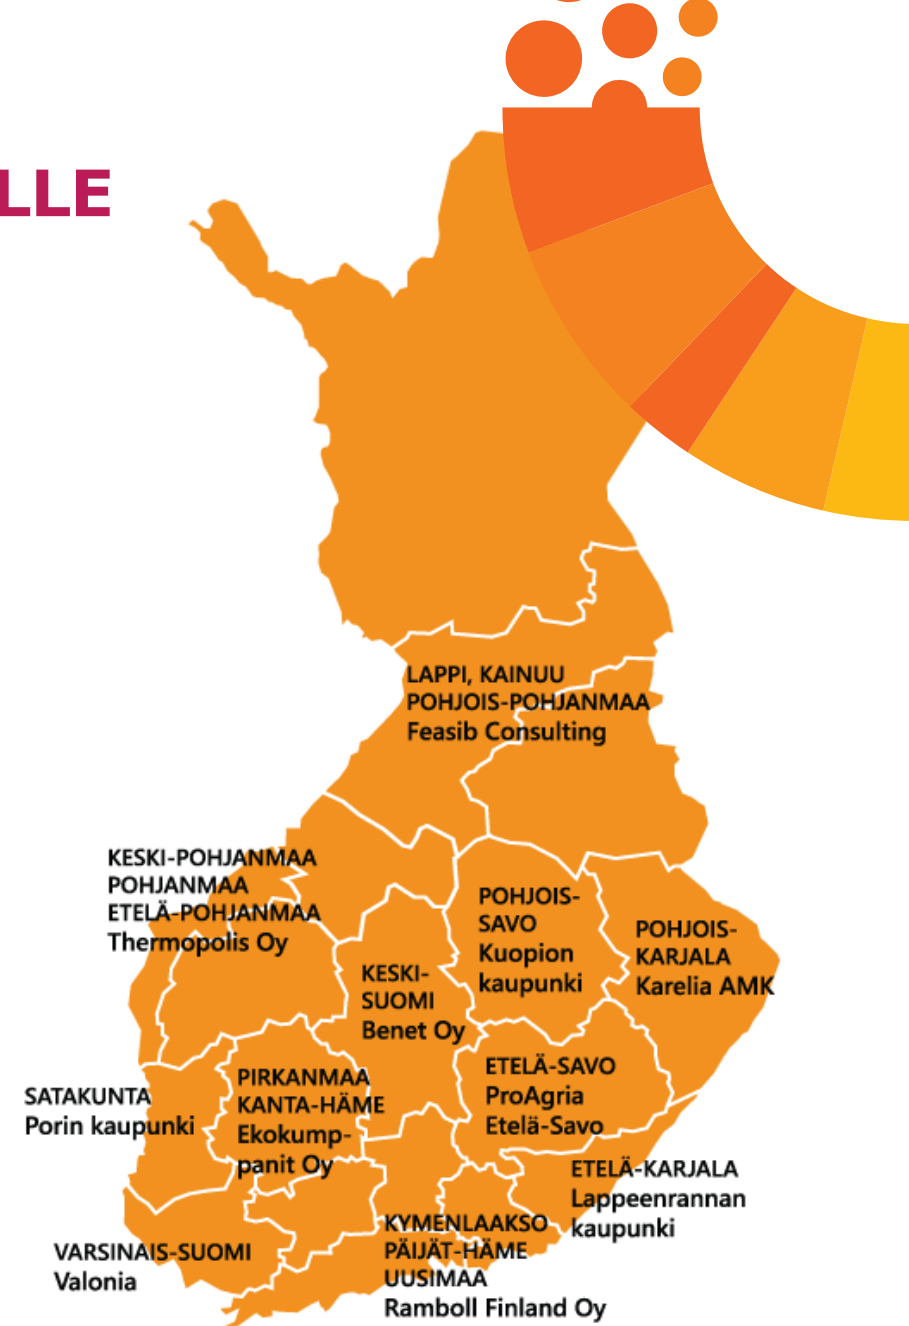 LLE
LAPPI, KAINUU
POHJOIS-POHJANMAA
Feasib Consulting
KESKI-POHJANMAA
POHJANMAA
ETELÄ-POHJANMAA
Thermopolis Oy
POHJOIS-
SAVO
Kuopion
kaupunki
POHJOIS-
KARJALA
Karelia AMK
KESKI-
SUOMI
Benet Oy
ETELÄ-SAVO
ProAgria
Etelä-Savo
PIRKANMAA
KANTA-HÄME
Ekokump-
panit Oy
SATAKUNTA
Porin kaupunki
ETELÄ-KARJALA
Lappeenrannan
kaupunki
KYMENLAAKSO
PÄIJÄT-HÄME
UUSIMAA
Ramboll Finland Oy
VARSINAIS-SUOMI
Valonia